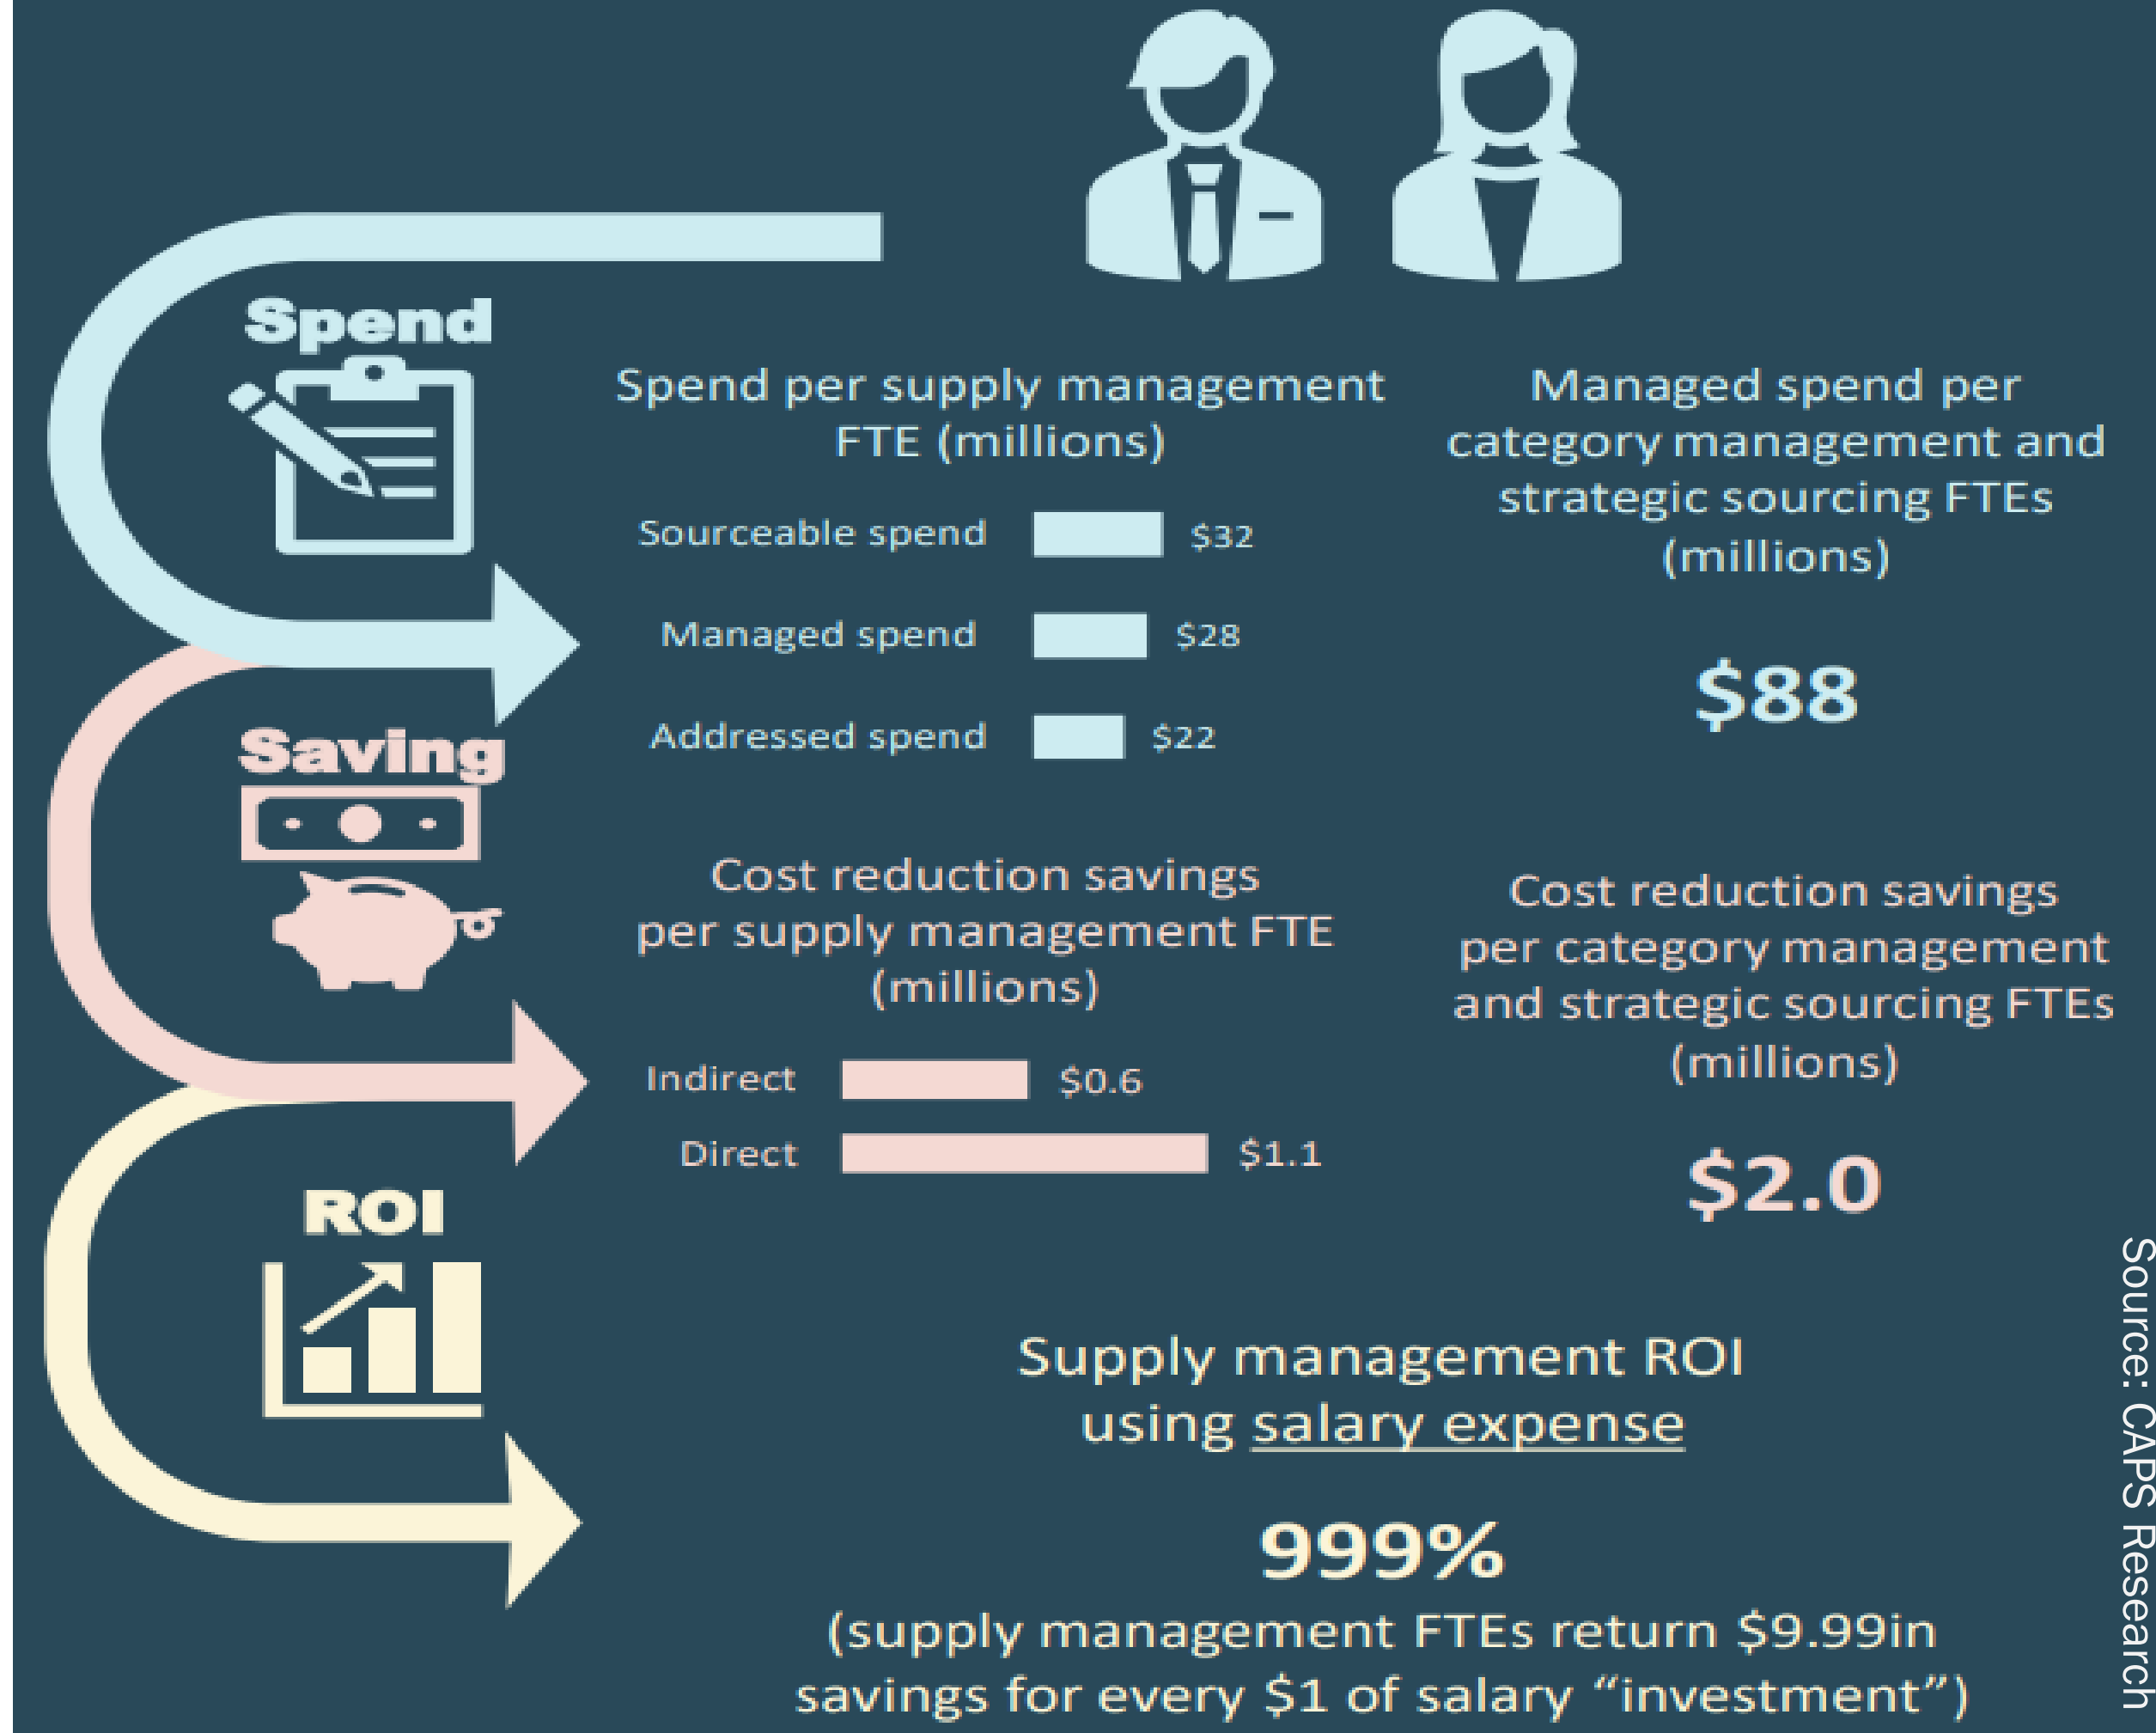 Spend
Spend per supply management
FTE (millions)
Sourceable spend $32
Managed spend $28
Addressed spend $22
Managed spend per
category management and
strategic sourcing FTEs
(millions)
$88
Saving
Cost reduction savings
per supply management FTE
(millions)
Indirect $0.6
Direct $1.1
Cost reduction savings
per category management
and strategic sourcing FTEs
(millions)
$2.0
ROI
Supply management ROI
using salary expense
999%
(supply management FTEs return $9.99in
savings for every $1 of salary “investment”)
Source: CAPS Research